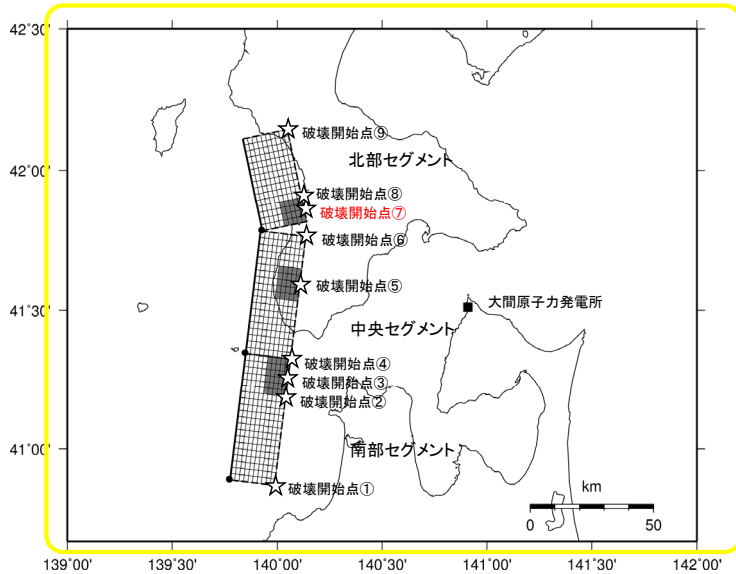 42°30'
破壊開始点⑨
北部セグメント
42°00'
破壊開始点⑧
破壊開始点⑦
破壊開始点⑥
破壊開始点⑤
大間原子力発電所
41°30'
中央セグメント
破壊開始点④
破壊開始点③
破壊開始点②
41°00'
南部セグメント
破壊開始点①
km
0 50
139°00' 139°30' 140°00' 140°30' 141°00' 141°30' 142°00'